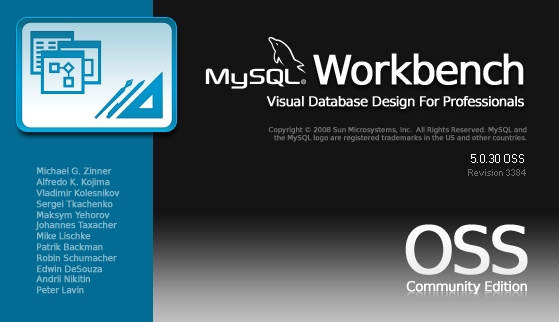 MySQL® Workbench
Visual Database Design For Professionals
Copyright © 2008 Sun Microsystems, Inc. All Rights Reserved. MySQL and
the MySQL logo are registered trademarks in the US and other countries.
5.0.30 OSS
Revision 3384
Michael G. Zinner
Alfredo K. Kojima
Vladimir Kolesnikov
Sergei Tkachenko
Maksym Yehorov
Johannes Taxacher
Mike Lischke
Patrik Backman
Robin Schumacher
Edwin DeSouza
Andrii Nikitin
Peter Lavin
OSS
Community Edition